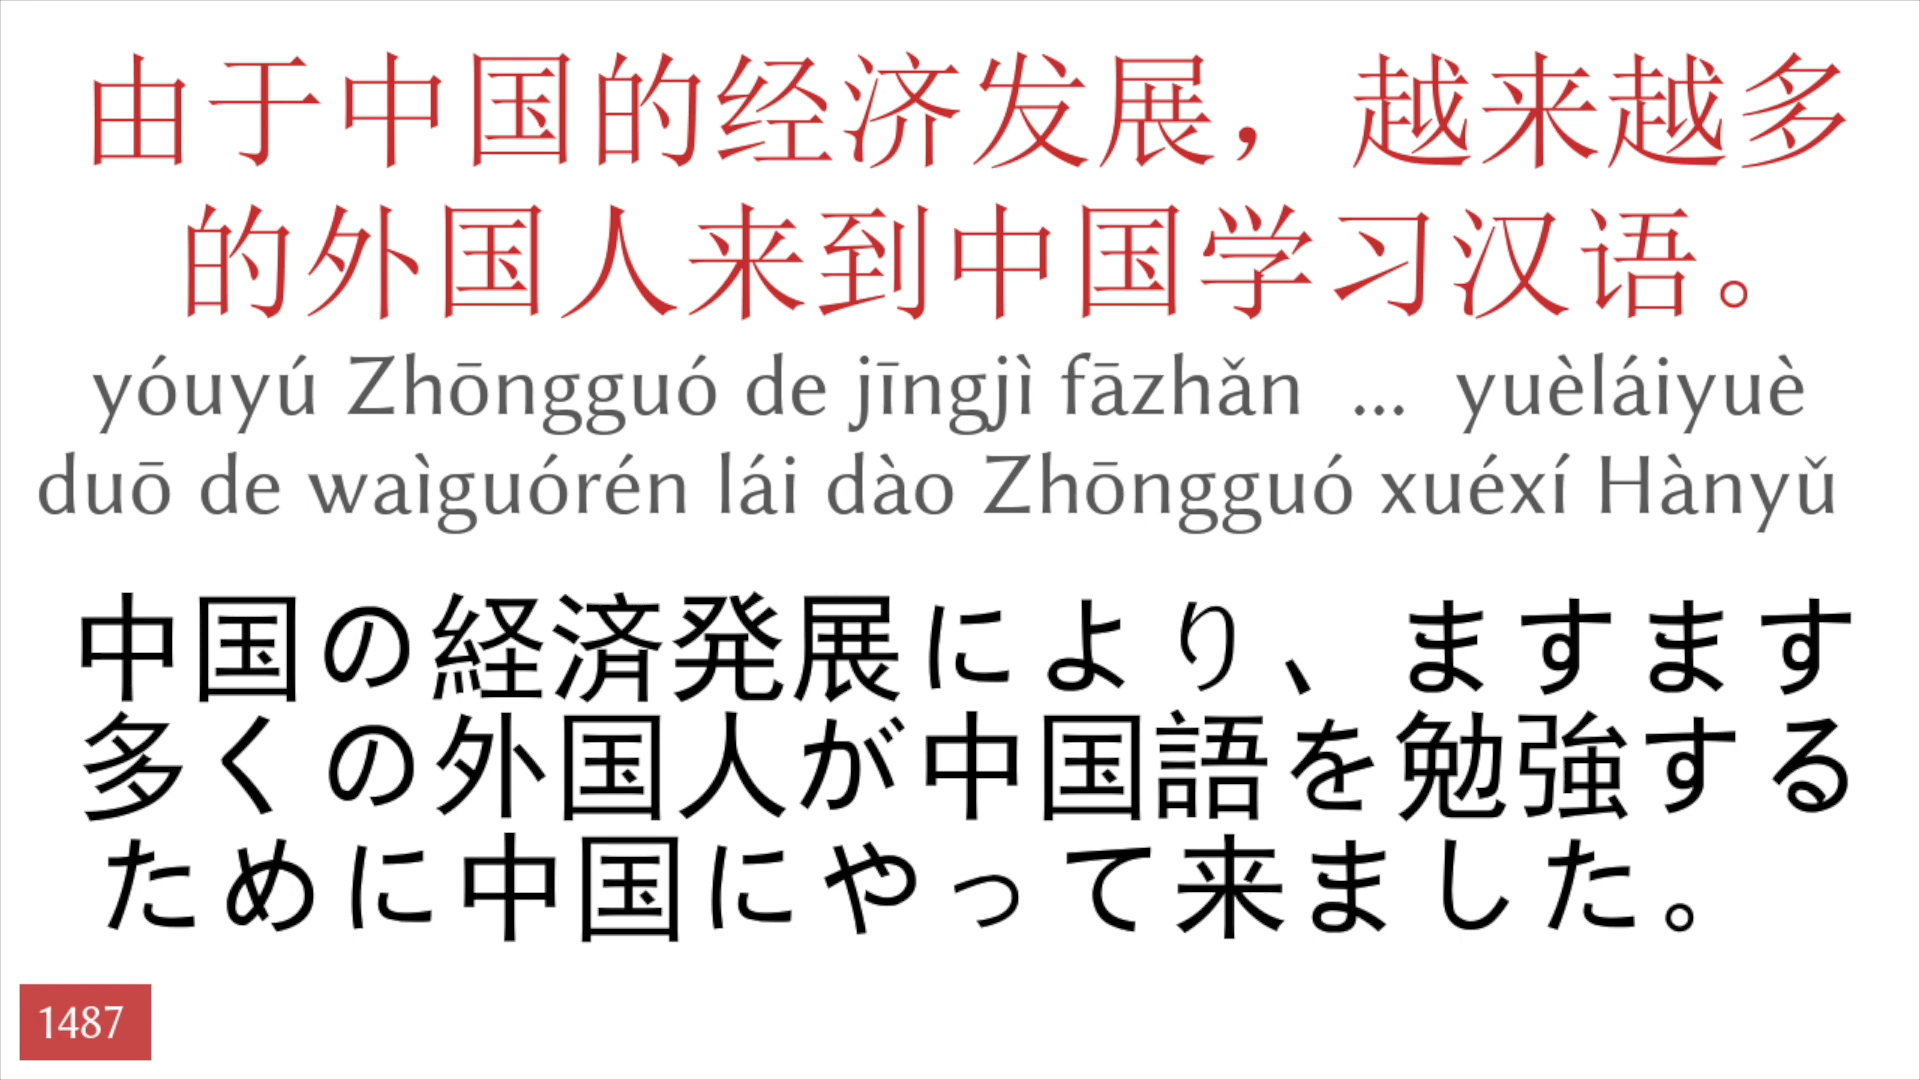 由于中国的经济发展，越来越多
的外国人来到中国学习汉语。
yóuyú Zhōngguó de jīngjì fāzhǎn ... yuèláiyuè
duō de waìguórén lái dào Zhōngguó xuéxí Hànyǔ
中国の経済発展により、ますます
多くの外国人が中国語を勉強する
ために中国にやって来ました。
1487